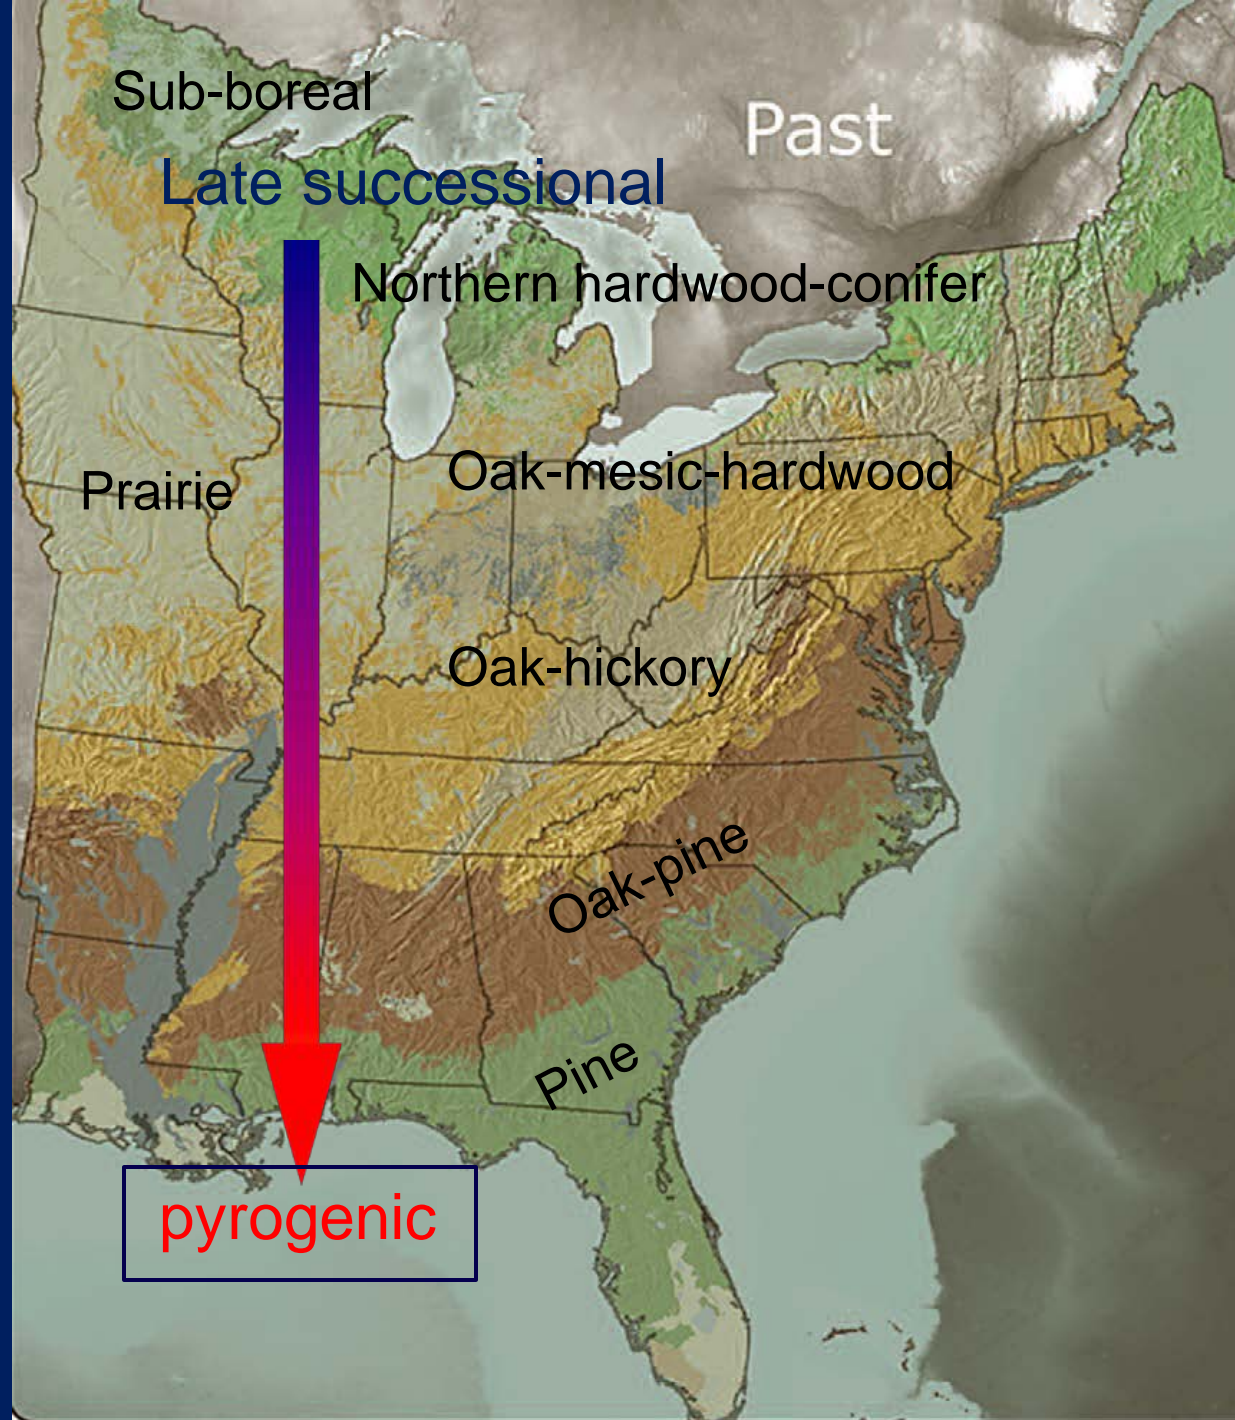 Sub-boreal
Past
Late successional
Northern hardwood-conifer
Oak-mesic-hardwood
Prairie
Oak-hickory
Oak-pine
Pine
pyrogenic